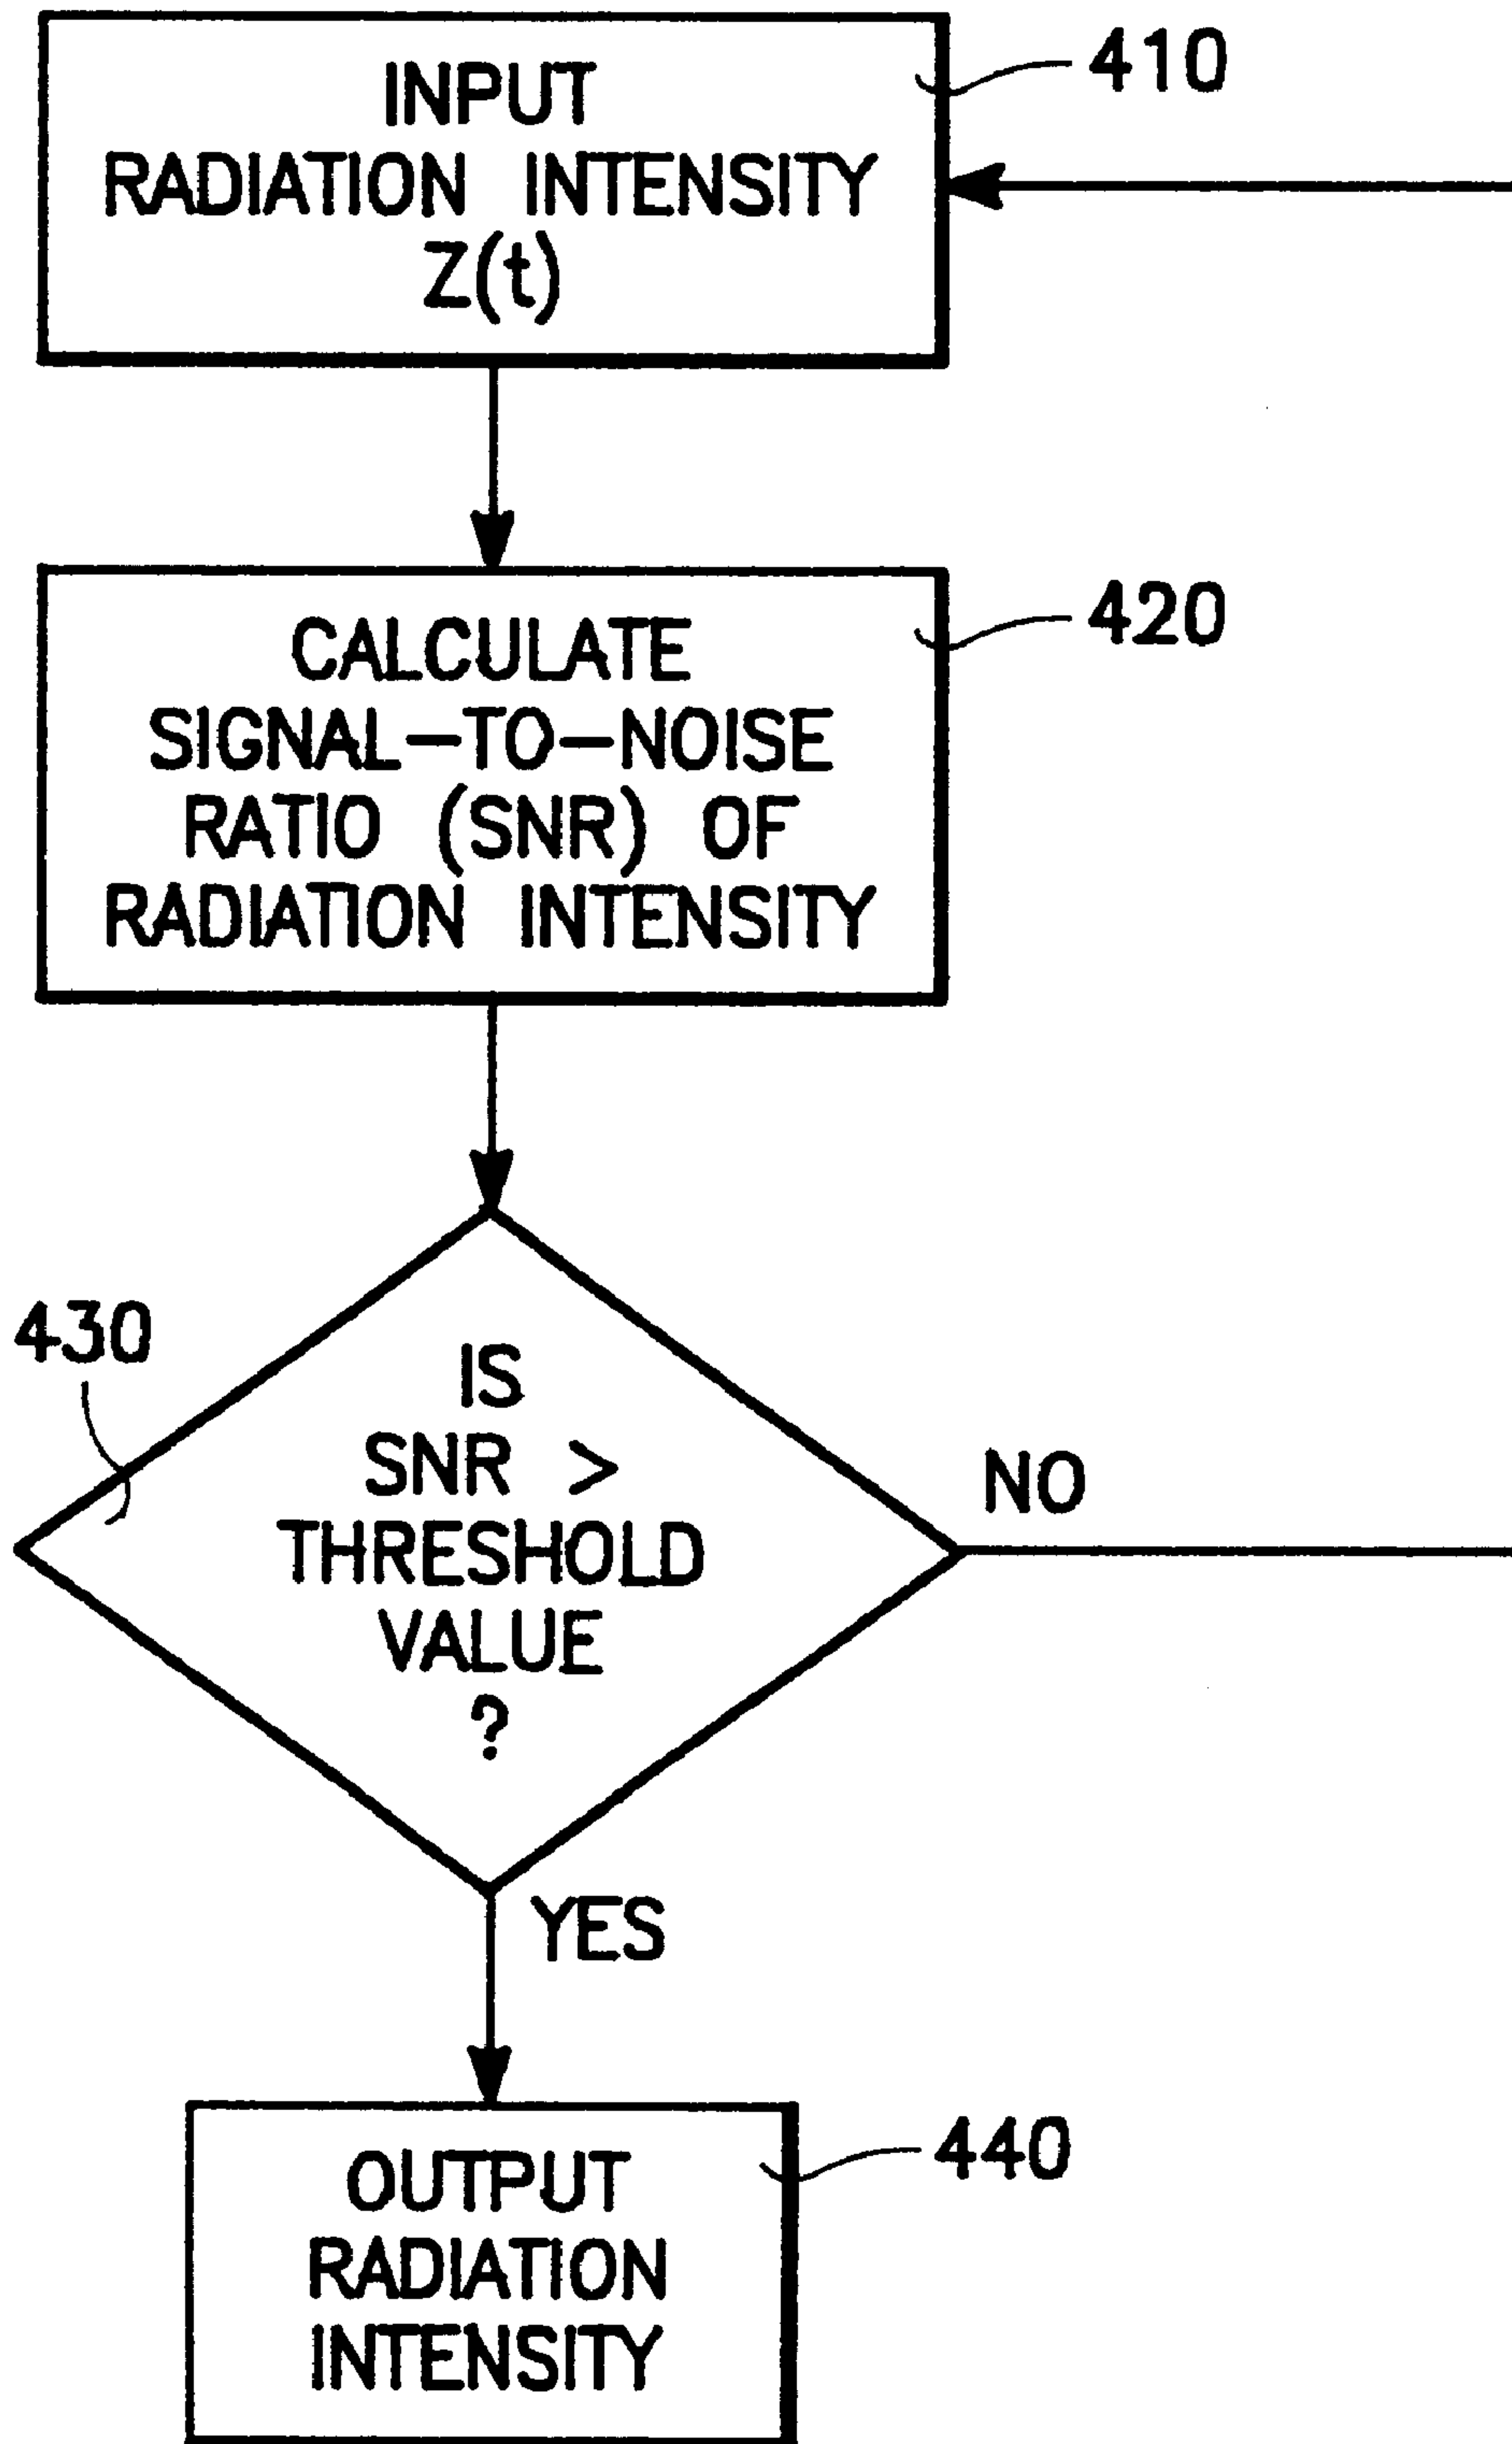 INPUT
RADIATION INTENSITY
Z(t)
410
CALCULATE
SIGNAL-TO-NOISE
RATIO (SNR) OF
RADIATION INTENSITY
420
430
IS
SNR >
THRESHOLD
VALUE
?
NO
YES
OUTPUT
RADIATION
INTENSITY
440